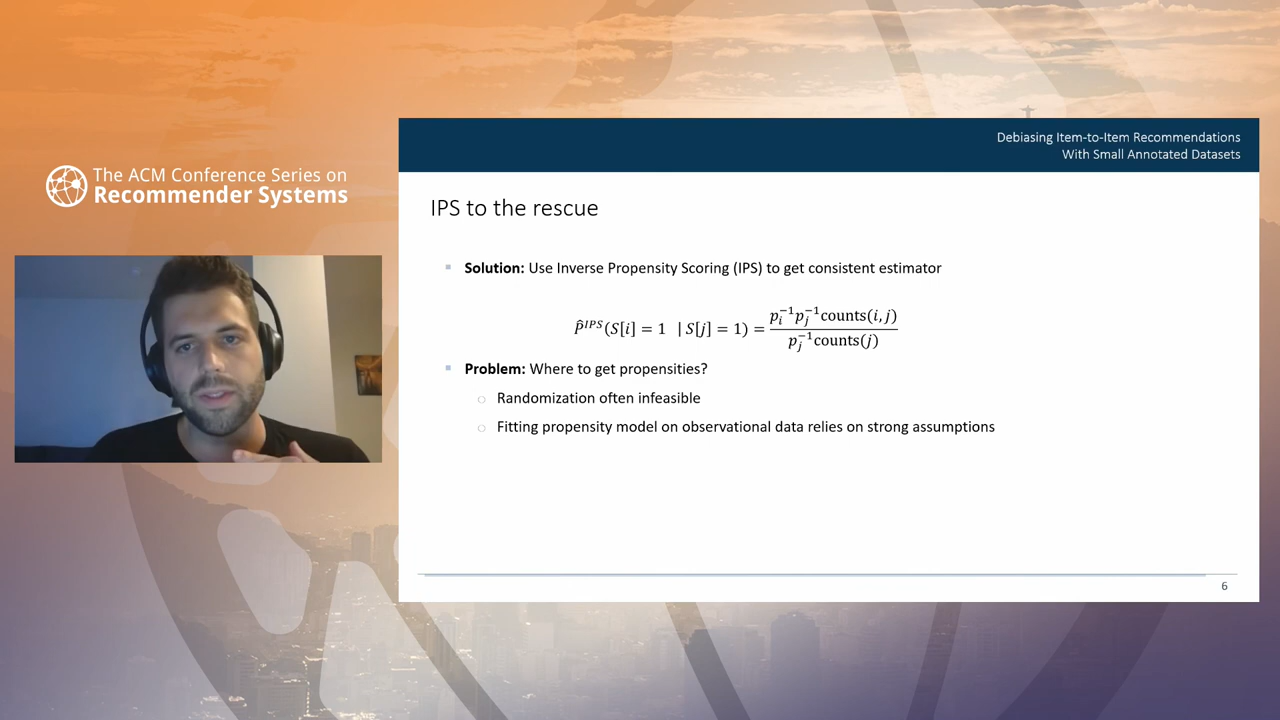 The ACM Conference Series on
Recommender Systems
Debiasing Item-to-Item Recommendations
With Small Annotated Datasets
IPS to the rescue
▪ Solution: Use Inverse Propensity Scoring (IPS) to get consistent estimator
P̂^{IPS}(S[i] = 1 | S[j] = 1) = \frac{p_i^{-1}p_j^{-1}counts(i, j)}{p_j^{-1}counts(j)}
▪ Problem: Where to get propensities?
○ Randomization often infeasible
○ Fitting propensity model on observational data relies on strong assumptions
6